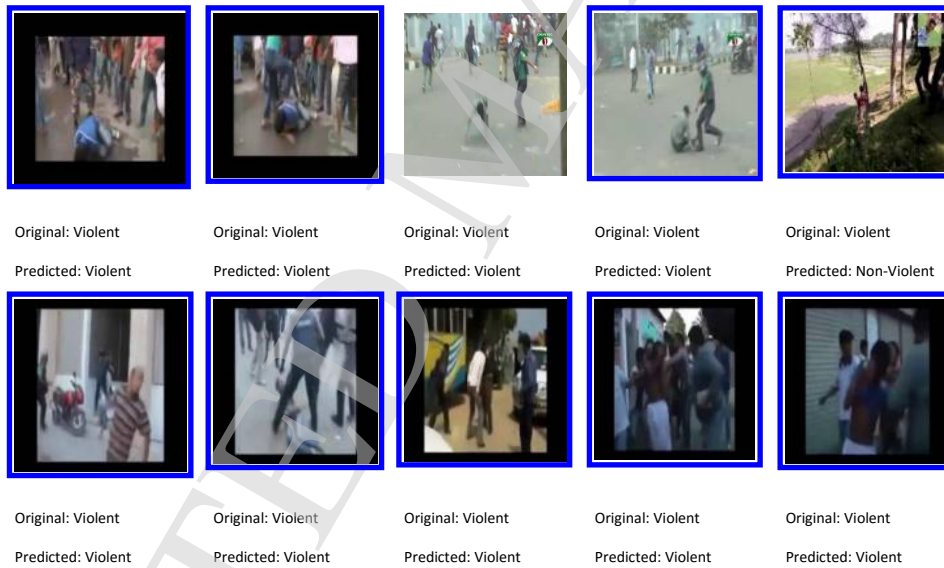 Original: Violent Original: Violent Original: Violent Original: Violent Original: Violent
Predicted: Violent Predicted: Violent Predicted: Violent Predicted: Violent Predicted: Non-Violent
Original: Violent Original: Violent Original: Violent Original: Violent Original: Violent
Predicted: Violent Predicted: Violent Predicted: Violent Predicted: Violent Predicted: Violent